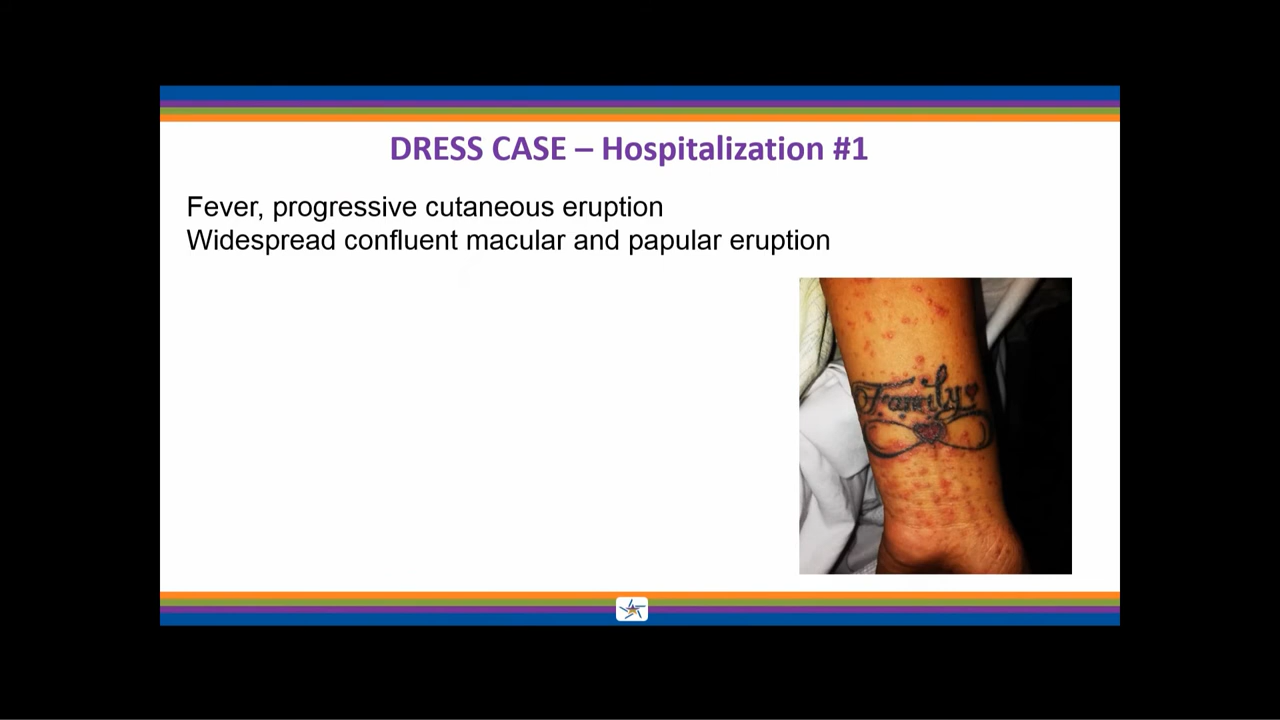 DRESS CASE – Hospitalization #1
Fever, progressive cutaneous eruption
Widespread confluent macular and papular eruption
Family